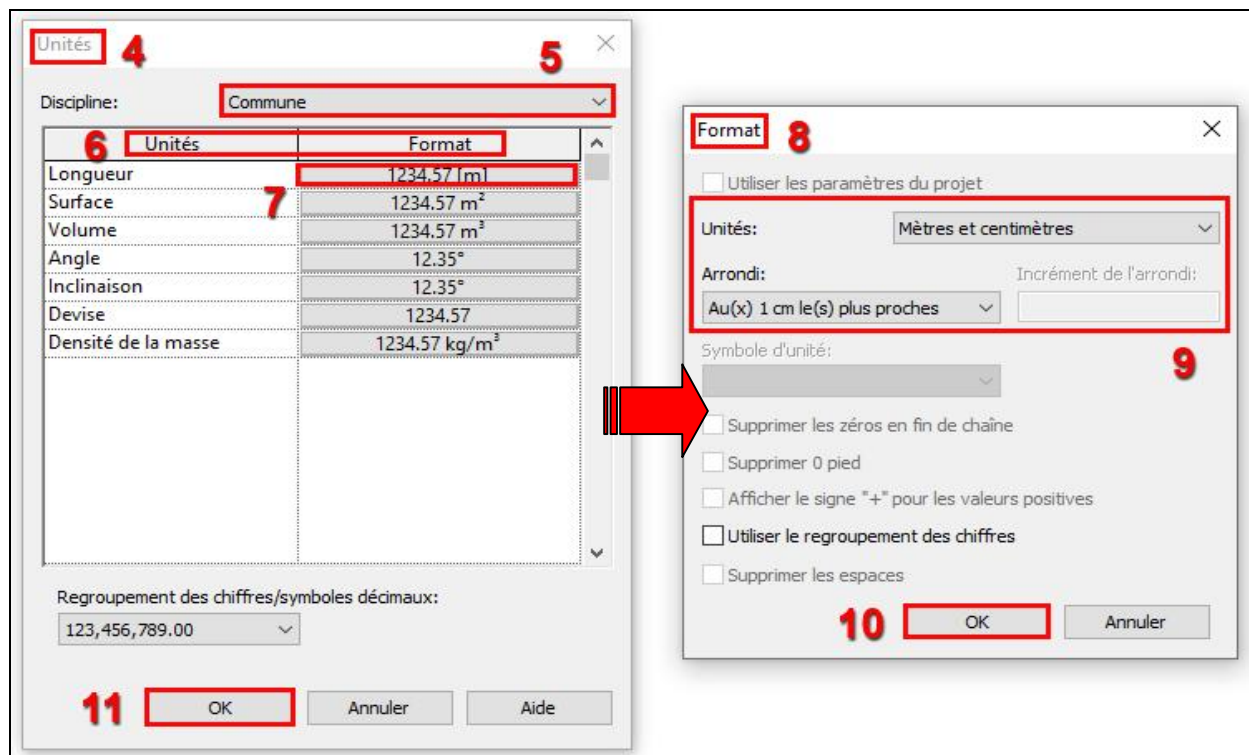 Unités 4
5
Discipline: Commune
6 Unités Format
Longueur 1234.57 [m]
7
Surface 1234.57 m²
Volume 1234.57 m³
Angle 12.35°
Inclinaison 12.35°
Devise 1234.57
Densité de la masse 1234.57 kg/m³
Regroupement des chiffres/symboles décimaux:
123,456,789.00
11 OK Annuler Aide
Format 8
Utiliser les paramètres du projet
Unités: Mètres et centimètres
Arrondi: Incrément de l'arrondi:
Au(x) 1 cm le(s) plus proches
Symbole d'unité: 9
Supprimer les zéros en fin de chaîne
Supprimer 0 pied
Afficher le signe "+" pour les valeurs positives
Utiliser le regroupement des chiffres
Supprimer les espaces
10 OK Annuler